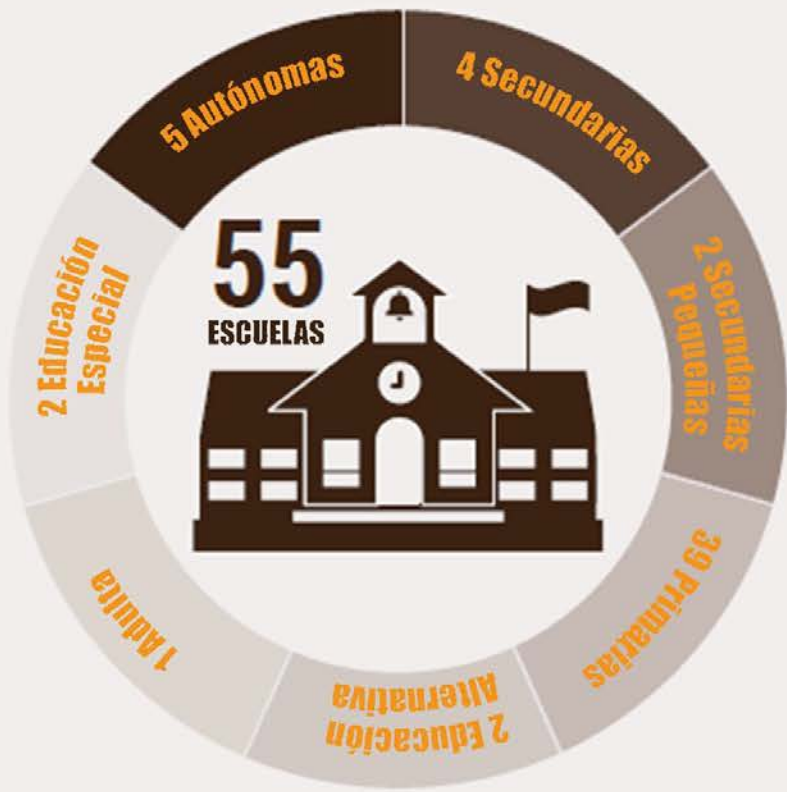 55
ESCUELAS
4 Secundarias
2 Secundarias
pequeñas
39 Primarias
2 Educación
Alternativa
1 Adulta
2 Educación
Especial
5 Autónomas